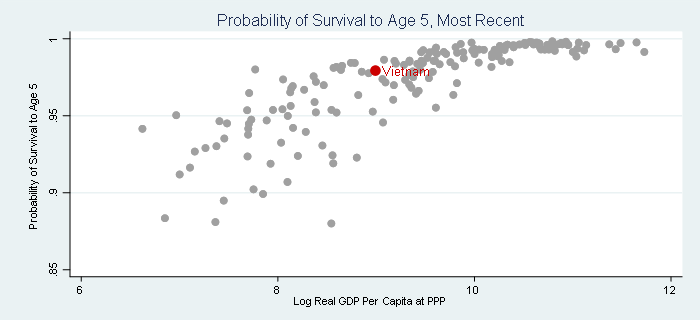 Probability of Survival to Age 5, Most Recent
Probability of Survival to Age 5
1
.95
.9
.85
Vietnam
6 8 10 12
Log Real GDP Per Capita at PPP